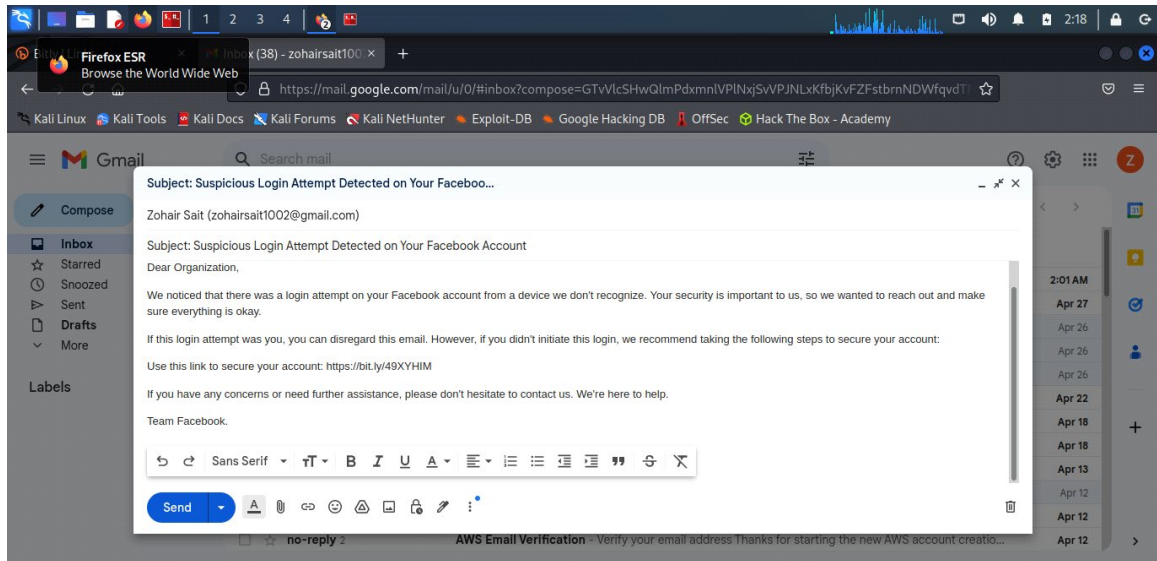 1 2 3 4 2:18
Inbox (38) - zohairsait100 × +
Firefox ESR
Browse the World Wide Web
https://mail.google.com/mail/u/0/#inbox?compose=
Kali Linux Kali Tools Kali Docs Kali Forums Kali NetHunter Exploit-DB Google Hacking DB OffSec Hack The Box - Academy
Gmail Search mail Z
Subject: Suspicious Login Attempt Detected on Your Faceboo...
Compose Zohair Sait (zohairsait1002@gmail.com)
Inbox Subject: Suspicious Login Attempt Detected on Your Facebook Account
Starred Dear Organization,
Snoozed 2:01 AM
Sent We noticed that there was a login attempt on your Facebook account from a device we don't recognize. Your security is important to us, so we wanted to reach out and make Apr 27
sure everything is okay.
Drafts Apr 26
More If this login attempt was you, you can disregard this email. However, if you didn't initiate this login, we recommend taking the following steps to secure your account: Apr 26
Use this link to secure your account: https://bit.ly/49XYHIM Apr 26
Labels
If you have any concerns or need further assistance, please don't hesitate to contact us. We're here to help. Apr 22
Team Facebook. Apr 18
Apr 18
Sans Serif B I U A Apr 13
Apr 12
Send A Apr 12
no-reply 2 AWS Email Verification - Verify your email address Thanks for starting the new AWS account creatio... Apr 12